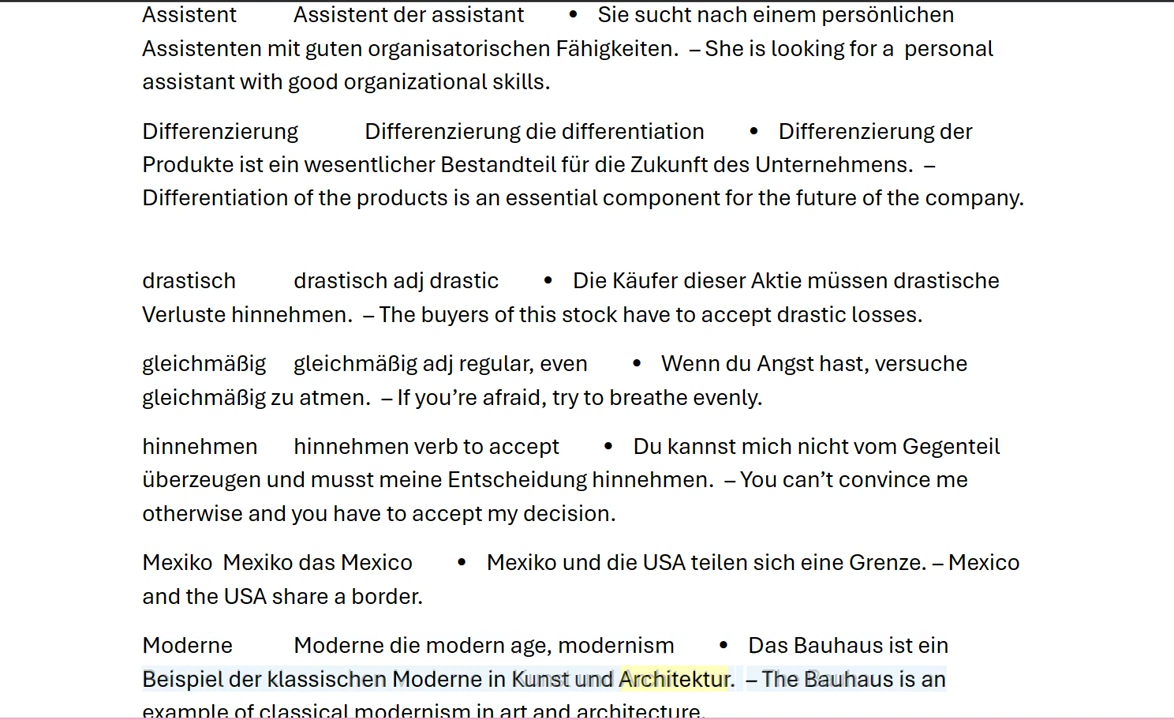 Assistent Assistent der assistant • Sie sucht nach einem persönlichen
Assistenten mit guten organisatorischen Fähigkeiten. – She is looking for a personal
assistant with good organizational skills.
Differenzierung Differenzierung die differentiation • Differenzierung der
Produkte ist ein wesentlicher Bestandteil für die Zukunft des Unternehmens. –
Differentiation of the products is an essential component for the future of the company.
drastisch drastisch adj drastic • Die Käufer dieser Aktie müssen drastische
Verluste hinnehmen. – The buyers of this stock have to accept drastic losses.
gleichmäßig gleichmäßig adj regular, even • Wenn du Angst hast, versuche
gleichmäßig zu atmen. – If you’re afraid, try to breathe evenly.
hinnehmen hinnehmen verb to accept • Du kannst mich nicht vom Gegenteil
überzeugen und musst meine Entscheidung hinnehmen. – You can’t convince me
otherwise and you have to accept my decision.
Mexiko Mexiko das Mexico • Mexiko und die USA teilen sich eine Grenze. – Mexico
and the USA share a border.
Moderne Moderne die modern age, modernism • Das Bauhaus ist ein
Beispiel der klassischen Moderne in Kunst und Architektur. – The Bauhaus is an
example of classical modernism in art and architecture.